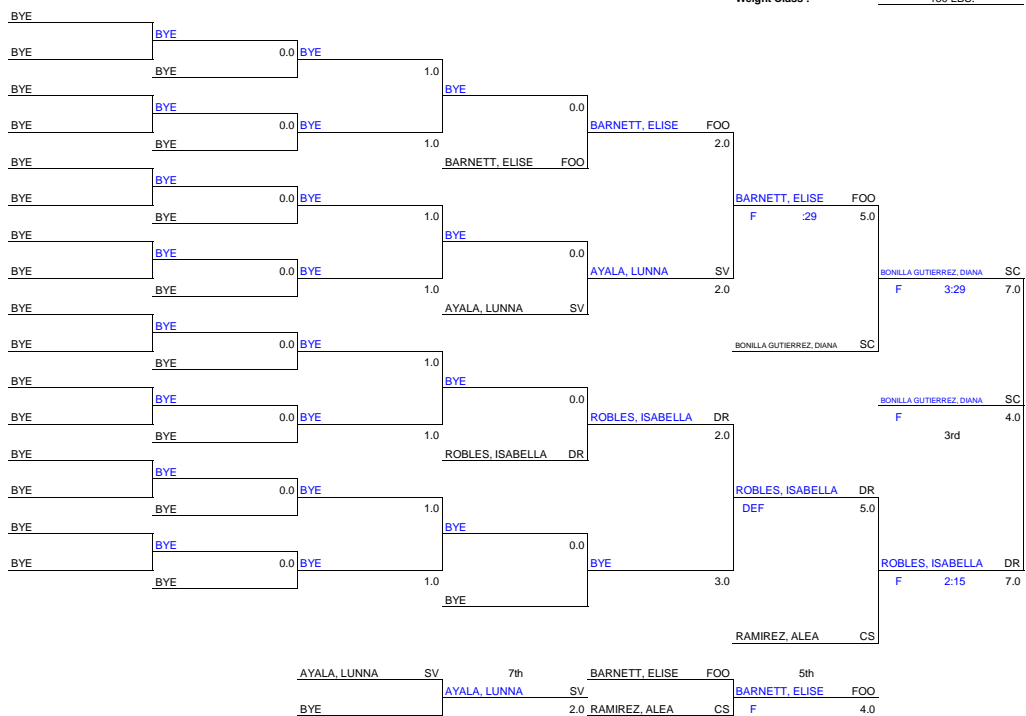 BYE
BYE
BYE 0.0 BYE
BYE
1.0
BYE
BYE
0.0
BYE
BYE 0.0 BYE
BARNETT, ELISE FOO
BYE
1.0
2.0
BYE
BARNETT, ELISE FOO
BYE
BYE
BARNETT, ELISE FOO
BYE 0.0 BYE
F :29 5.0
BYE
1.0
BYE
BYE
0.0
BYE
BYE 0.0 BYE
AYALA, LUNNA SV
BONILLA GUTIERREZ, DIANA SC
BYE
1.0
2.0
F 3:29 7.0
BYE
AYALA, LUNNA SV
BYE
BYE 0.0 BYE
BONILLA GUTIERREZ, DIANA SC
BYE
1.0
BYE
BYE
0.0
BYE
BONILLA GUTIERREZ, DIANA SC
BYE 0.0 BYE
ROBLES, ISABELLA DR
F 4.0
BYE
1.0
2.0
3rd
BYE
ROBLES, ISABELLA DR
BYE
BYE 0.0 BYE
ROBLES, ISABELLA DR
BYE
1.0
DEF 5.0
BYE
BYE
0.0
BYE
BYE 0.0 BYE
BYE
ROBLES, ISABELLA DR
BYE
1.0
3.0
F 2:15 7.0
BYE
RAMIREZ, ALEA CS
AYALA, LUNNA SV 7th BARNETT, ELISE FOO 5th
AYALA, LUNNA SV
BARNETT, ELISE FOO
BYE 2.0 RAMIREZ, ALEA CS F 4.0